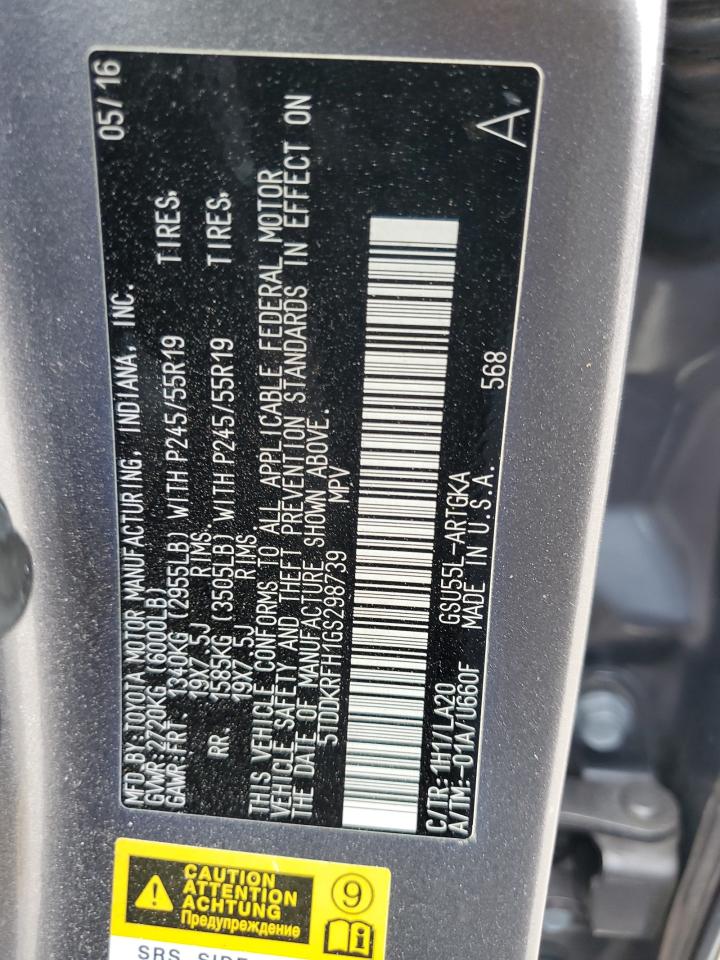 MFD.BY:TOYOTA MOTOR MANUFACTURING, INDIANA, INC. 05/16
GVWR:2720KG (6000LB)
GAWR:FRT 1340KG (2955LB) WITH P245/55R19 TIRES,
19X7.5J RIMS,
RR 1585KG (3505LB) WITH P245/55R19 TIRES,
19X7.5J RIMS.
THIS VEHICLE CONFORMS TO ALL APPLICABLE FEDERAL MOTOR
VEHICLE SAFETY AND THEFT PREVENTION STANDARDS IN EFFECT ON
THE DATE OF MANUFACTURE SHOWN ABOVE.
5TDDKRFH1GS298739 MPV
A
C/TR:1H1/LA20 GSU55L-ARTGKA 568
A/TM:-01A/U660F MADE IN U.S.A.
CAUTION
ATTENTION
ACHTUNG
Предупреждение
9